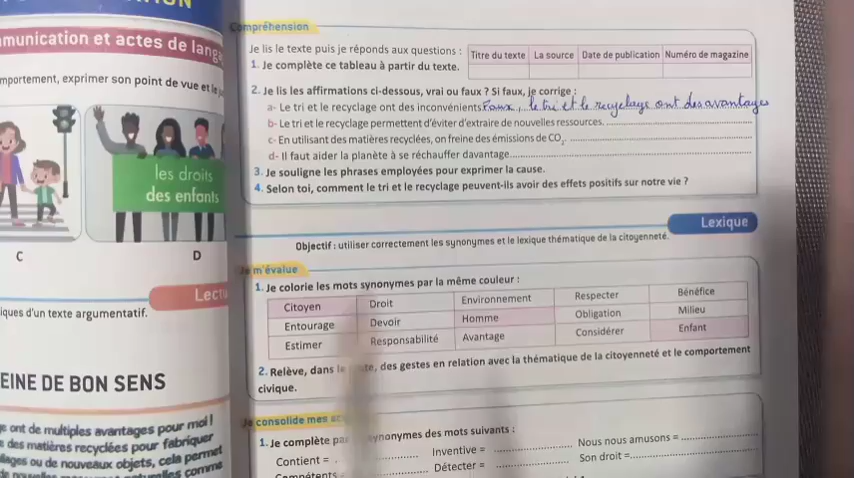 munication et actes de lang
mportement, exprimer son point de vue et le
les droits
des enfants
C
D
Lectu
iques d'un texte argumentatif.
EINE DE BON SENS
e ont de multiples avantages pour moi !
des matières recyclées pour fabriquer
llages ou de nouveaux objets, cela permet
comme
Compréhension
Je lis le texte puis je réponds aux questions :
1. Je complète ce tableau à partir du texte.
Titre du texte La source Date de publication Numéro de magazine
2. Je lis les affirmations ci-dessous, vrai ou faux ? Si faux, je corrige :
a- Le tri et le recyclage ont des inconvénients. Faux, le tri et le recyclage ont des avantages
b- Le tri et le recyclage permettent d'éviter d'extraire de nouvelles ressources.
c- En utilisant des matières recyclées, on freine des émissions de CO₂.
d- Il faut aider la planète à se réchauffer davantage.
3. Je souligne les phrases employées pour exprimer la cause.
4. Selon toi, comment le tri et le recyclage peuvent-ils avoir des effets positifs sur notre vie ?
Lexique
Objectif : utiliser correctement les synonymes et le lexique thématique de la citoyenneté.
Je m'évalue
1. Je colorie les mots synonymes par la même couleur :
Citoyen Droit Environnement Respecter Bénéfice
Entourage Devoir Homme Obligation Milieu
Estimer Responsabilité Avantage Considérer Enfant
2. Relève, dans le te, des gestes en relation avec la thématique de la citoyenneté et le comportement
civique.
Je consolide mes ac
1. Je complète pa ynonymes des mots suivants :
Contient = Inventive = Nous nous amusons =
Compétents = Détecter = Son droit =